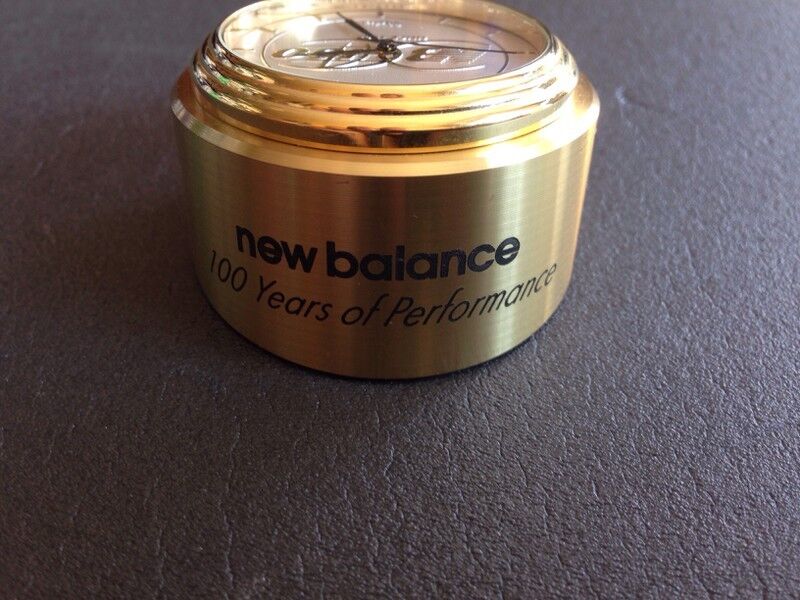 new balance
100 Years of Performance